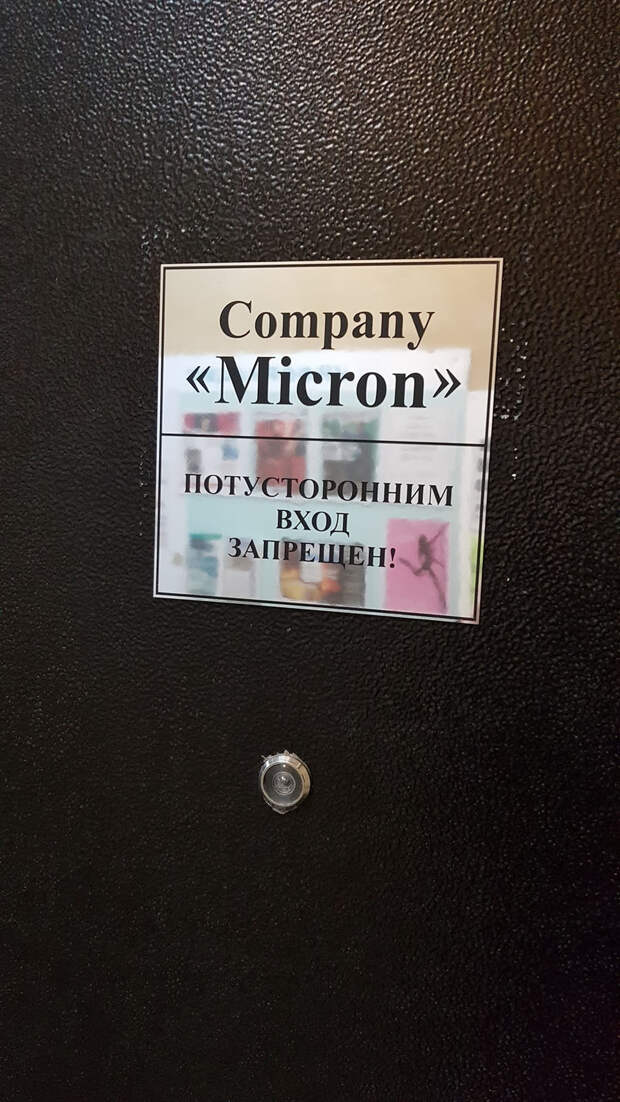 Company
«Micron»
ПОТУСТОРОННИМ
ВХОД
ЗАПРЕЩЕН!